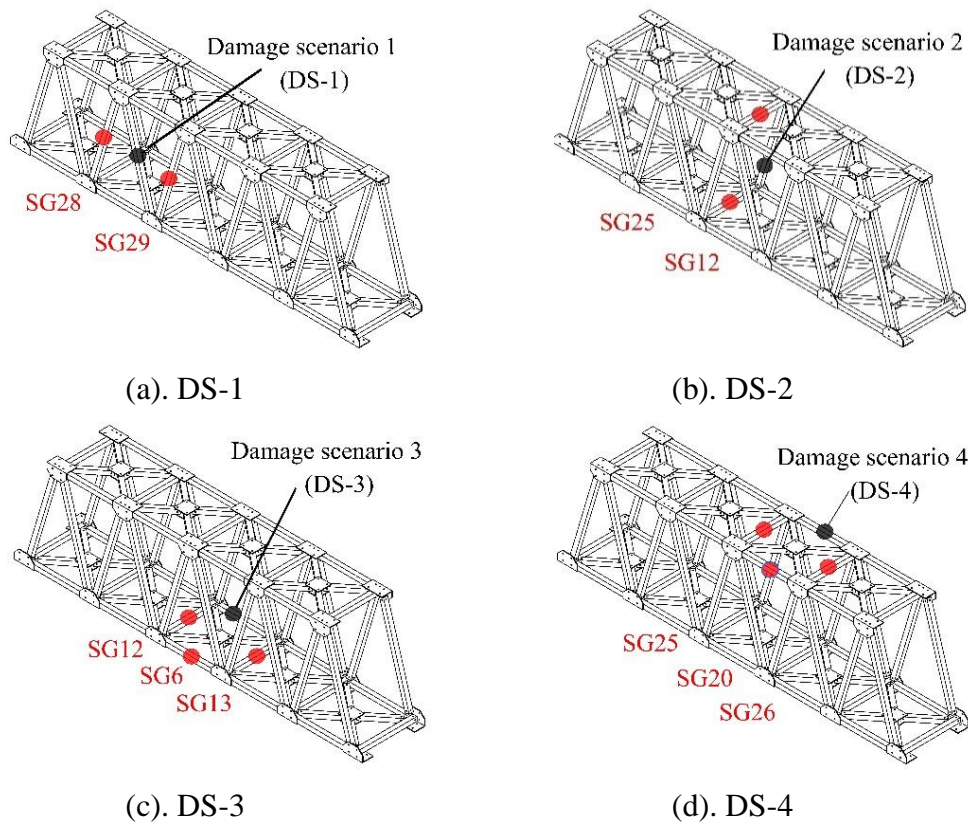 Damage scenario 1
(DS-1)
SG28
SG29
(a). DS-1
Damage scenario 2
(DS-2)
SG25
SG12
(b). DS-2
Damage scenario 3
(DS-3)
SG12
SG6
SG13
(c). DS-3
Damage scenario 4
(DS-4)
SG25
SG20
SG26
(d). DS-4